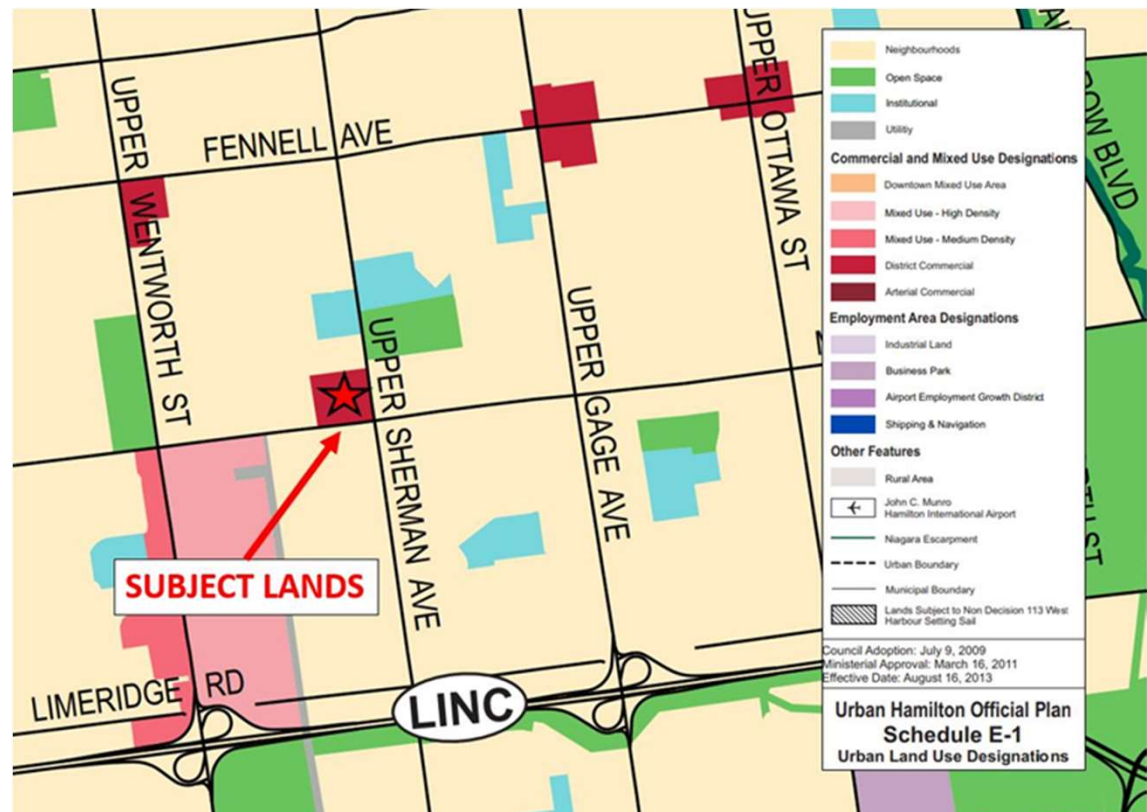 UPPER WENTWORTH ST
FENNELL AVE
UPPER OTTAWA ST
UPPER SHERMAN AVE
UPPER GAGE AVE
SUBJECT LANDS
LIMERIDGE RD
LINC
OW BLVD
ST
Neighbourhoods
Open Space
Institutional
Utilitiy
Commercial and Mixed Use Designations
Downtown Mixed Use Area
Mixed Use - High Density
Mixed Use - Medium Density
District Commercial
Arterial Commercial
Employment Area Designations
Industrial Land
Business Park
Airport Employment Growth District
Shipping & Navigation
Other Features
Rural Area
John C. Munro
Hamilton International Airport
Niagara Escarpment
Urban Boundary
Municipal Boundary
Lands Subject to Non Decision 113 West
Harbour Setting Sail
Council Adoption: July 9, 2009
Ministerial Approval: March 16, 2011
Effective Date: August 16, 2013
Urban Hamilton Official Plan
Schedule E-1
Urban Land Use Designations